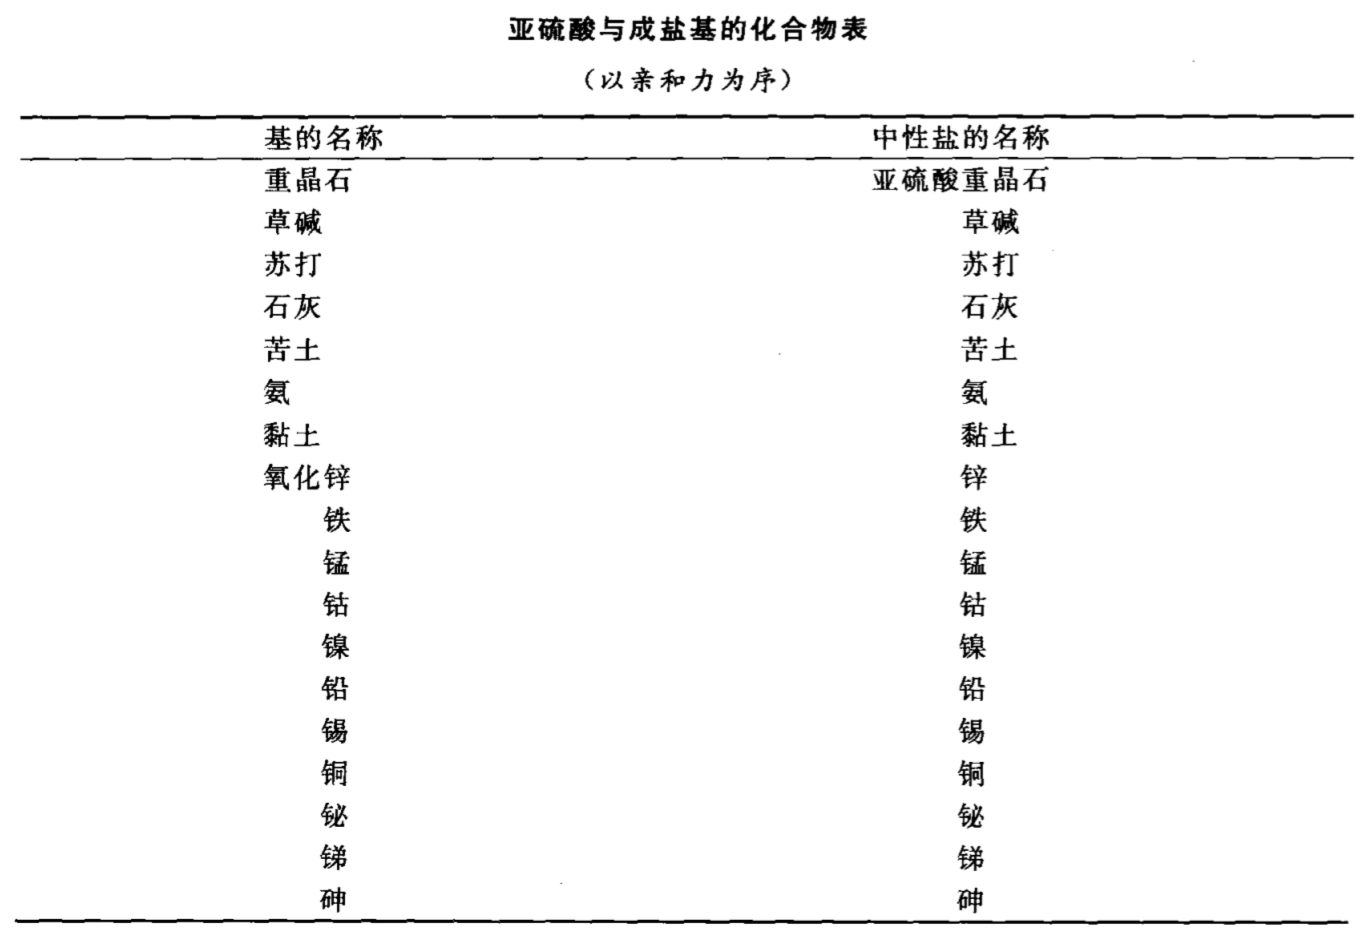 亚硫酸与成盐基的化合物表
（以亲和力为序）
基的名称 中性盐的名称
重晶石 亚硫酸重晶石
草碱 草碱
苏打 苏打
石灰 石灰
苦土 苦土
氨 氨
黏土 黏土
氧化锌 锌
铁 铁
锰 锰
钴 钴
镍 镍
铅 铅
锡 锡
铜 铜
铋 铋
锑 锑
砷 砷